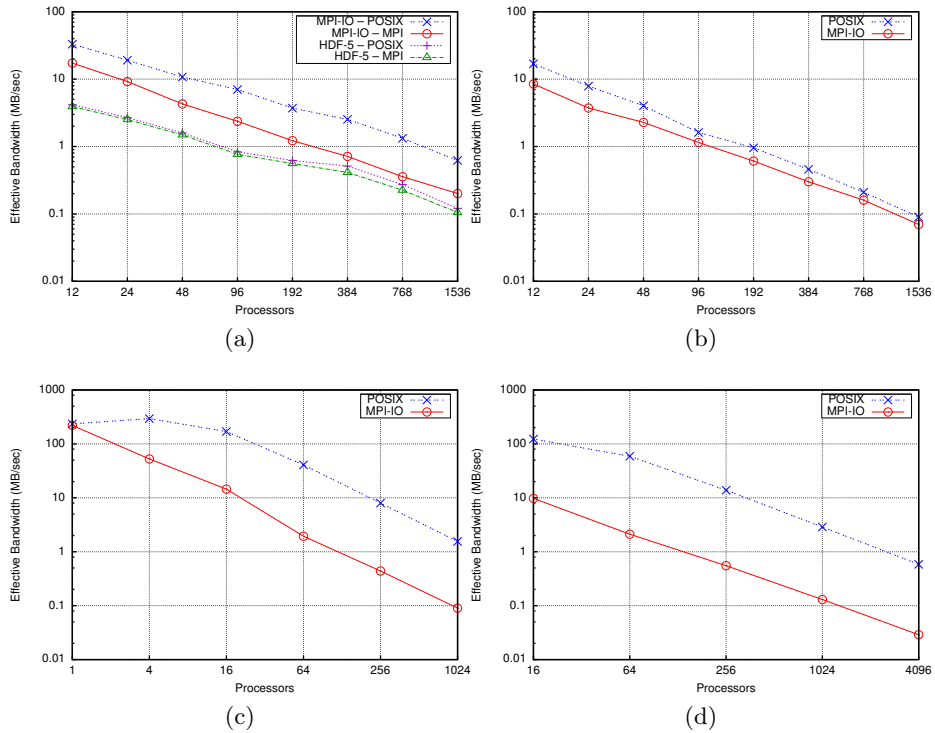 100
10
1
0.1
0.01
Effective Bandwidth (MB/sec)
MPI-IO – POSIX
MPI-IO – MPI
HDF-5 – POSIX
HDF-5 – MPI
12 24 48 96 192 384 768 1536
Processors
(a)
100
10
1
0.1
0.01
Effective Bandwidth (MB/sec)
POSIX
MPI-IO
12 24 48 96 192 384 768 1536
Processors
(b)
1000
100
10
1
0.1
0.01
Effective Bandwidth (MB/sec)
POSIX
MPI-IO
1 4 16 64 256 1024
Processors
(c)
1000
100
10
1
0.1
0.01
Effective Bandwidth (MB/sec)
POSIX
MPI-IO
16 64 256 1024 4096
Processors
(d)